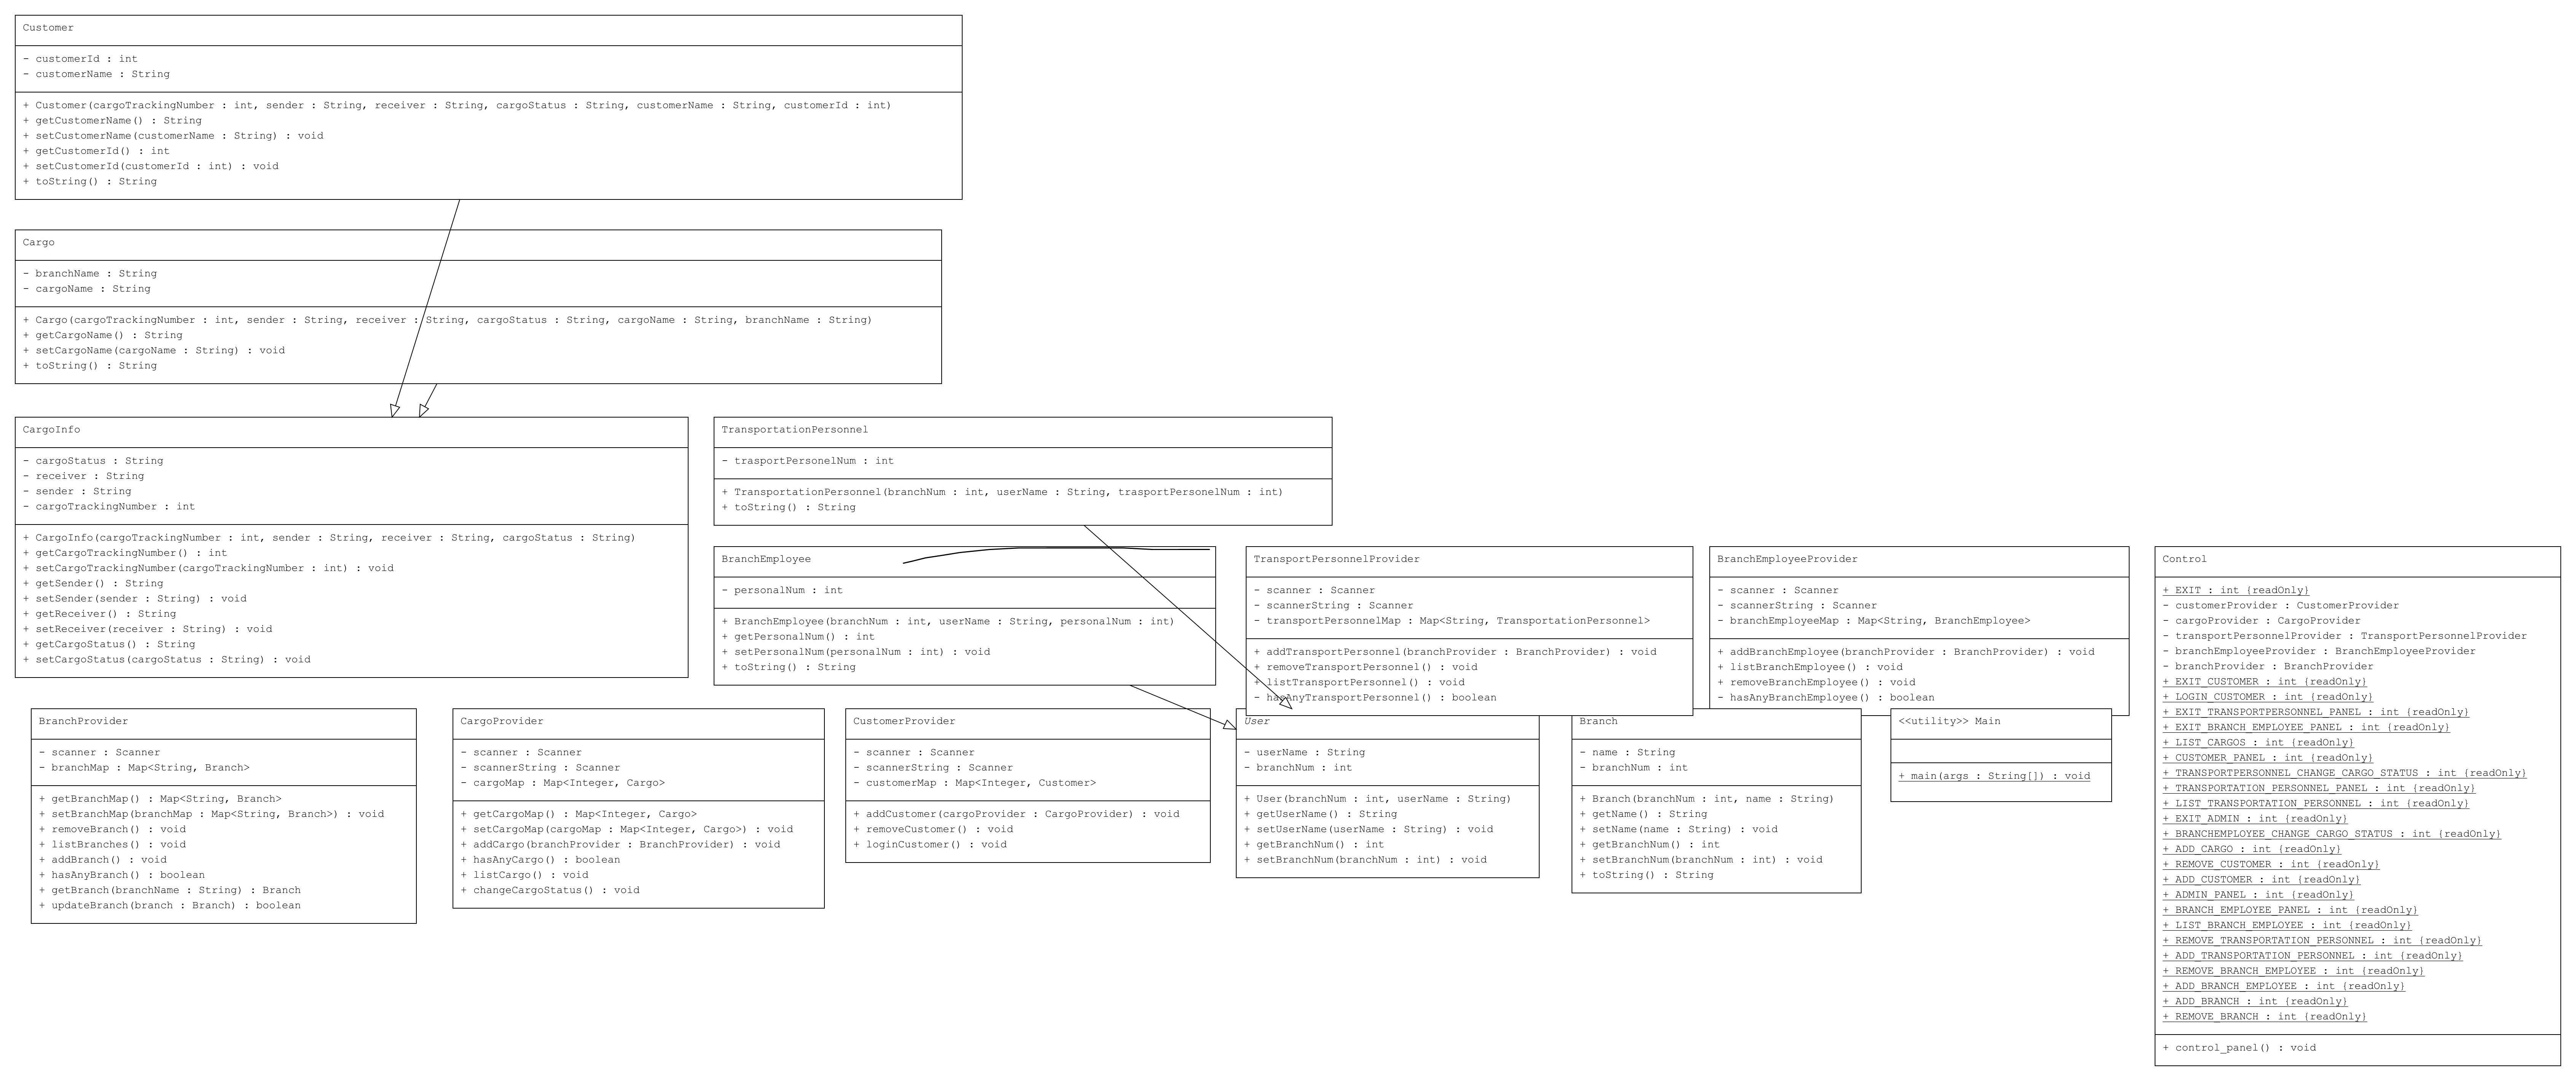 Customer
- customerId : int
- customerName : String
+ Customer(cargoTrackingNumber : int, sender : String, receiver : String, cargoStatus : String, customerName : String, customerId : int)
+ getCustomerName() : String
+ setCustomerName(customerName : String) : void
+ getCustomerId() : int
+ setCustomerId(customerId : int) : void
+ toString() : String
Cargo
- branchName : String
- cargoName : String
+ Cargo(cargoTrackingNumber : int, sender : String, receiver : String, cargoStatus : String, cargoName : String, branchName : String)
+ getCargoName() : String
+ setCargoName(cargoName : String) : void
+ toString() : String
CargoInfo
- cargoStatus : String
- receiver : String
- sender : String
- cargoTrackingNumber : int
+ CargoInfo(cargoTrackingNumber : int, sender : String, receiver : String, cargoStatus : String)
+ getCargoTrackingNumber() : int
+ setCargoTrackingNumber(cargoTrackingNumber : int) : void
+ getSender() : String
+ setSender(sender : String) : void
+ getReceiver() : String
+ setReceiver(receiver : String) : void
+ getCargoStatus() : String
+ setCargoStatus(cargoStatus : String) : void
TransportationPersonnel
- trasportPersonelNum : int
+ TransportationPersonnel(branchNum : int, userName : String, trasportPersonelNum : int)
+ toString() : String
BranchEmployee
- personalNum : int
+ BranchEmployee(branchNum : int, userName : String, personalNum : int)
+ getPersonalNum() : int
+ setPersonalNum(personalNum : int) : void
+ toString() : String
TransportPersonnelProvider
- scanner : Scanner
- scannerString : Scanner
- transportPersonnelMap : Map<String, TransportationPersonnel>
+ addTransportPersonnel(branchProvider : BranchProvider) : void
+ removeTransportPersonnel() : void
+ listTransportPersonnel() : void
- hasAnyTransportPersonnel() : boolean
BranchEmployeeProvider
- scanner : Scanner
- scannerString : Scanner
- branchEmployeeMap : Map<String, BranchEmployee>
+ addBranchEmployee(branchProvider : BranchProvider) : void
+ listBranchEmployee() : void
+ removeBranchEmployee() : void
- hasAnyBranchEmployee() : boolean
Control
+ EXIT : int {readOnly}
- customerProvider : CustomerProvider
- cargoProvider : CargoProvider
- transportPersonnelProvider : TransportPersonnelProvider
- branchEmployeeProvider : BranchEmployeeProvider
- branchProvider : BranchProvider
+ EXIT_CUSTOMER : int {readOnly}
+ LOGIN_CUSTOMER : int {readOnly}
+ EXIT_TRANSPORTPERSONNEL_PANEL : int {readOnly}
+ EXIT_BRANCH_EMPLOYEE_PANEL : int {readOnly}
+ LIST_CARGOS : int {readOnly}
+ CUSTOMER_PANEL : int {readOnly}
+ TRANSPORTPERSONNEL_CHANGE_CARGO_STATUS : int {readOnly}
+ TRANSPORTATION_PERSONNEL_PANEL : int {readOnly}
+ LIST_TRANSPORTATION_PERSONNEL : int {readOnly}
+ EXIT_ADMIN : int {readOnly}
+ BRANCHEMPLOYEE_CHANGE_CARGO_STATUS : int {readOnly}
+ ADD_CARGO : int {readOnly}
+ REMOVE_CUSTOMER : int {readOnly}
+ ADD_CUSTOMER : int {readOnly}
+ ADMIN_PANEL : int {readOnly}
+ BRANCH_EMPLOYEE_PANEL : int {readOnly}
+ LIST_BRANCH_EMPLOYEE : int {readOnly}
+ REMOVE_TRANSPORTATION_PERSONNEL : int {readOnly}
+ ADD_TRANSPORTATION_PERSONNEL : int {readOnly}
+ REMOVE_BRANCH_EMPLOYEE : int {readOnly}
+ ADD_BRANCH_EMPLOYEE : int {readOnly}
+ ADD_BRANCH : int {readOnly}
+ REMOVE_BRANCH : int {readOnly}
+ control_panel() : void
BranchProvider
- scanner : Scanner
- branchMap : Map<String, Branch>
+ getBranchMap() : Map<String, Branch>
+ setBranchMap(branchMap : Map<String, Branch>) : void
+ removeBranch() : void
+ listBranches() : void
+ addBranch() : void
+ hasAnyBranch() : boolean
+ getBranch(branchName : String) : Branch
+ updateBranch(branch : Branch) : boolean
CargoProvider
- scanner : Scanner
- scannerString : Scanner
- cargoMap : Map<Integer, Cargo>
+ getCargoMap() : Map<Integer, Cargo>
+ setCargoMap(cargoMap : Map<Integer, Cargo>) : void
+ addCargo(branchProvider : BranchProvider) : void
+ hasAnyCargo() : boolean
+ listCargo() : void
+ changeCargoStatus() : void
CustomerProvider
- scanner : Scanner
- scannerString : Scanner
- customerMap : Map<Integer, Customer>
+ addCustomer(cargoProvider : CargoProvider) : void
+ removeCustomer() : void
+ loginCustomer() : void
User
- userName : String
- branchNum : int
+ User(branchNum : int, userName : String)
+ getUserName() : String
+ setUserName(userName : String) : void
+ getBranchNum() : int
+ setBranchNum(branchNum : int) : void
Branch
- name : String
- branchNum : int
+ Branch(branchNum : int, name : String)
+ getName() : String
+ setName(name : String) : void
+ getBranchNum() : int
+ setBranchNum(branchNum : int) : void
+ toString() : String
<<utility>> Main
+ main(args : String[]) : void